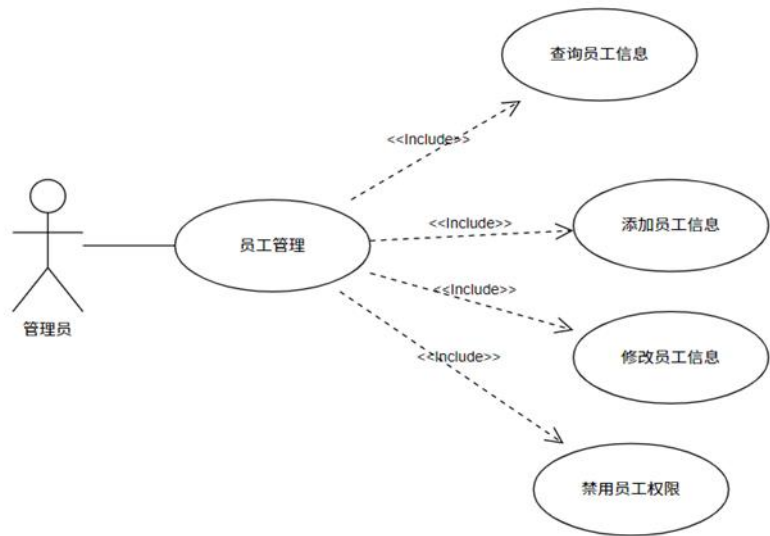 查询员工信息
<<Include>>
添加员工信息
<<Include>>
员工管理
<<Include>>
管理员
修改员工信息
<<Include>>
禁用员工权限